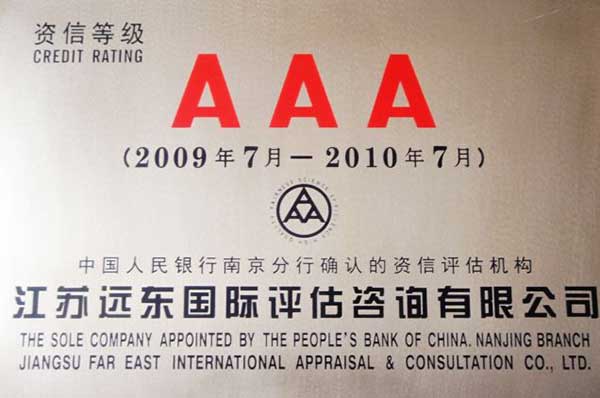 资信等级
CREDIT RATING
AAA
(2009年7月—2010年7月)
中国人民银行南京分行确认的资信评估机构
江苏远东国际评估咨询有限公司
THE SOLE COMPANY APPOINTED BY THE PEOPLE'S BANK OF CHINA. NANJING BRANCH
JIANGSU FAR EAST INTERNATIONAL APPRAISAL & CONSULTATION CO., LTD.